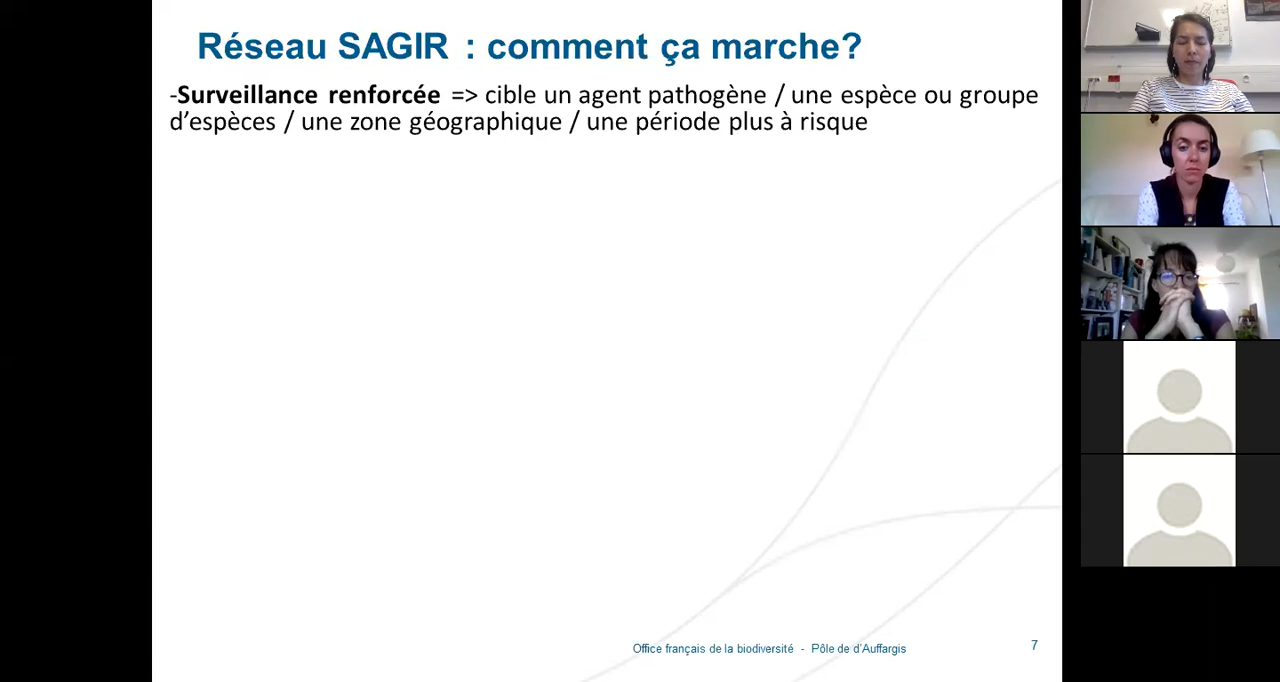 Réseau SAGIR : comment ça marche?
-Surveillance renforcée => cible un agent pathogène / une espèce ou groupe
d’espèces / une zone géographique / une période plus à risque
Office français de la biodiversité - Pôle de d'Auffargis
7